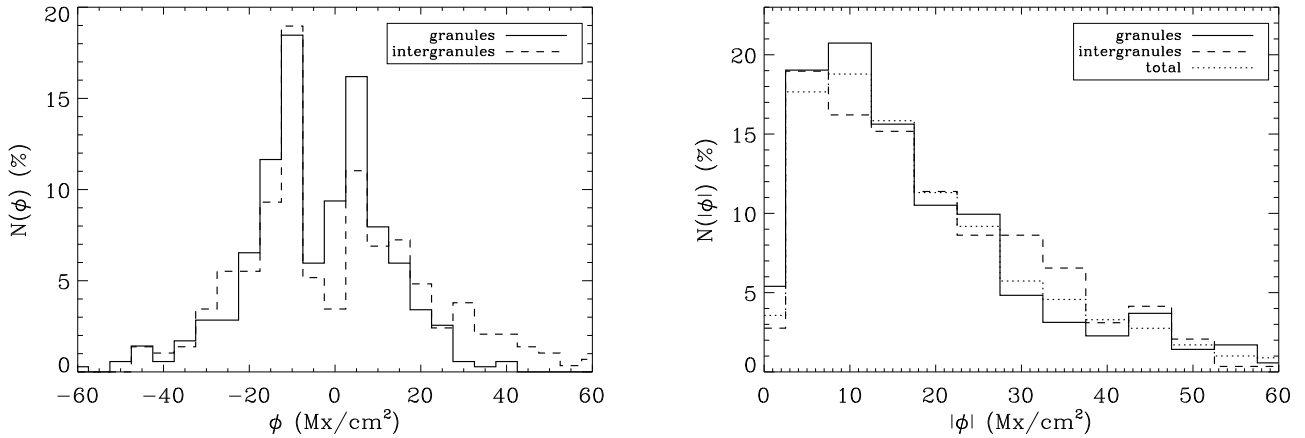 20
15
10
5
0
N(ϕ) (%)
granules
intergranules
−60 −40 −20 0 20 40 60
ϕ (Mx/cm²)
20
15
10
5
0
N(|ϕ|) (%)
granules
intergranules
total
0 10 20 30 40 50 60
|ϕ| (Mx/cm²)